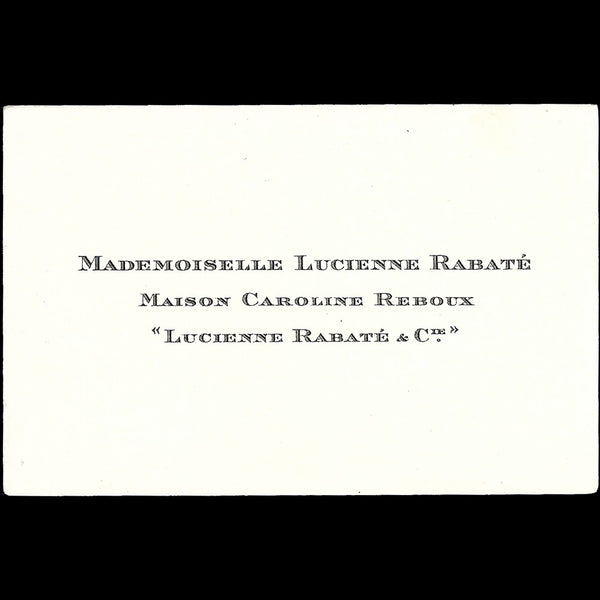 MADEMOISELLE LUCIENNE RABATÉ
MAISON CAROLINE REBOUX
“LUCIENNE RABATÉ & CIE.”